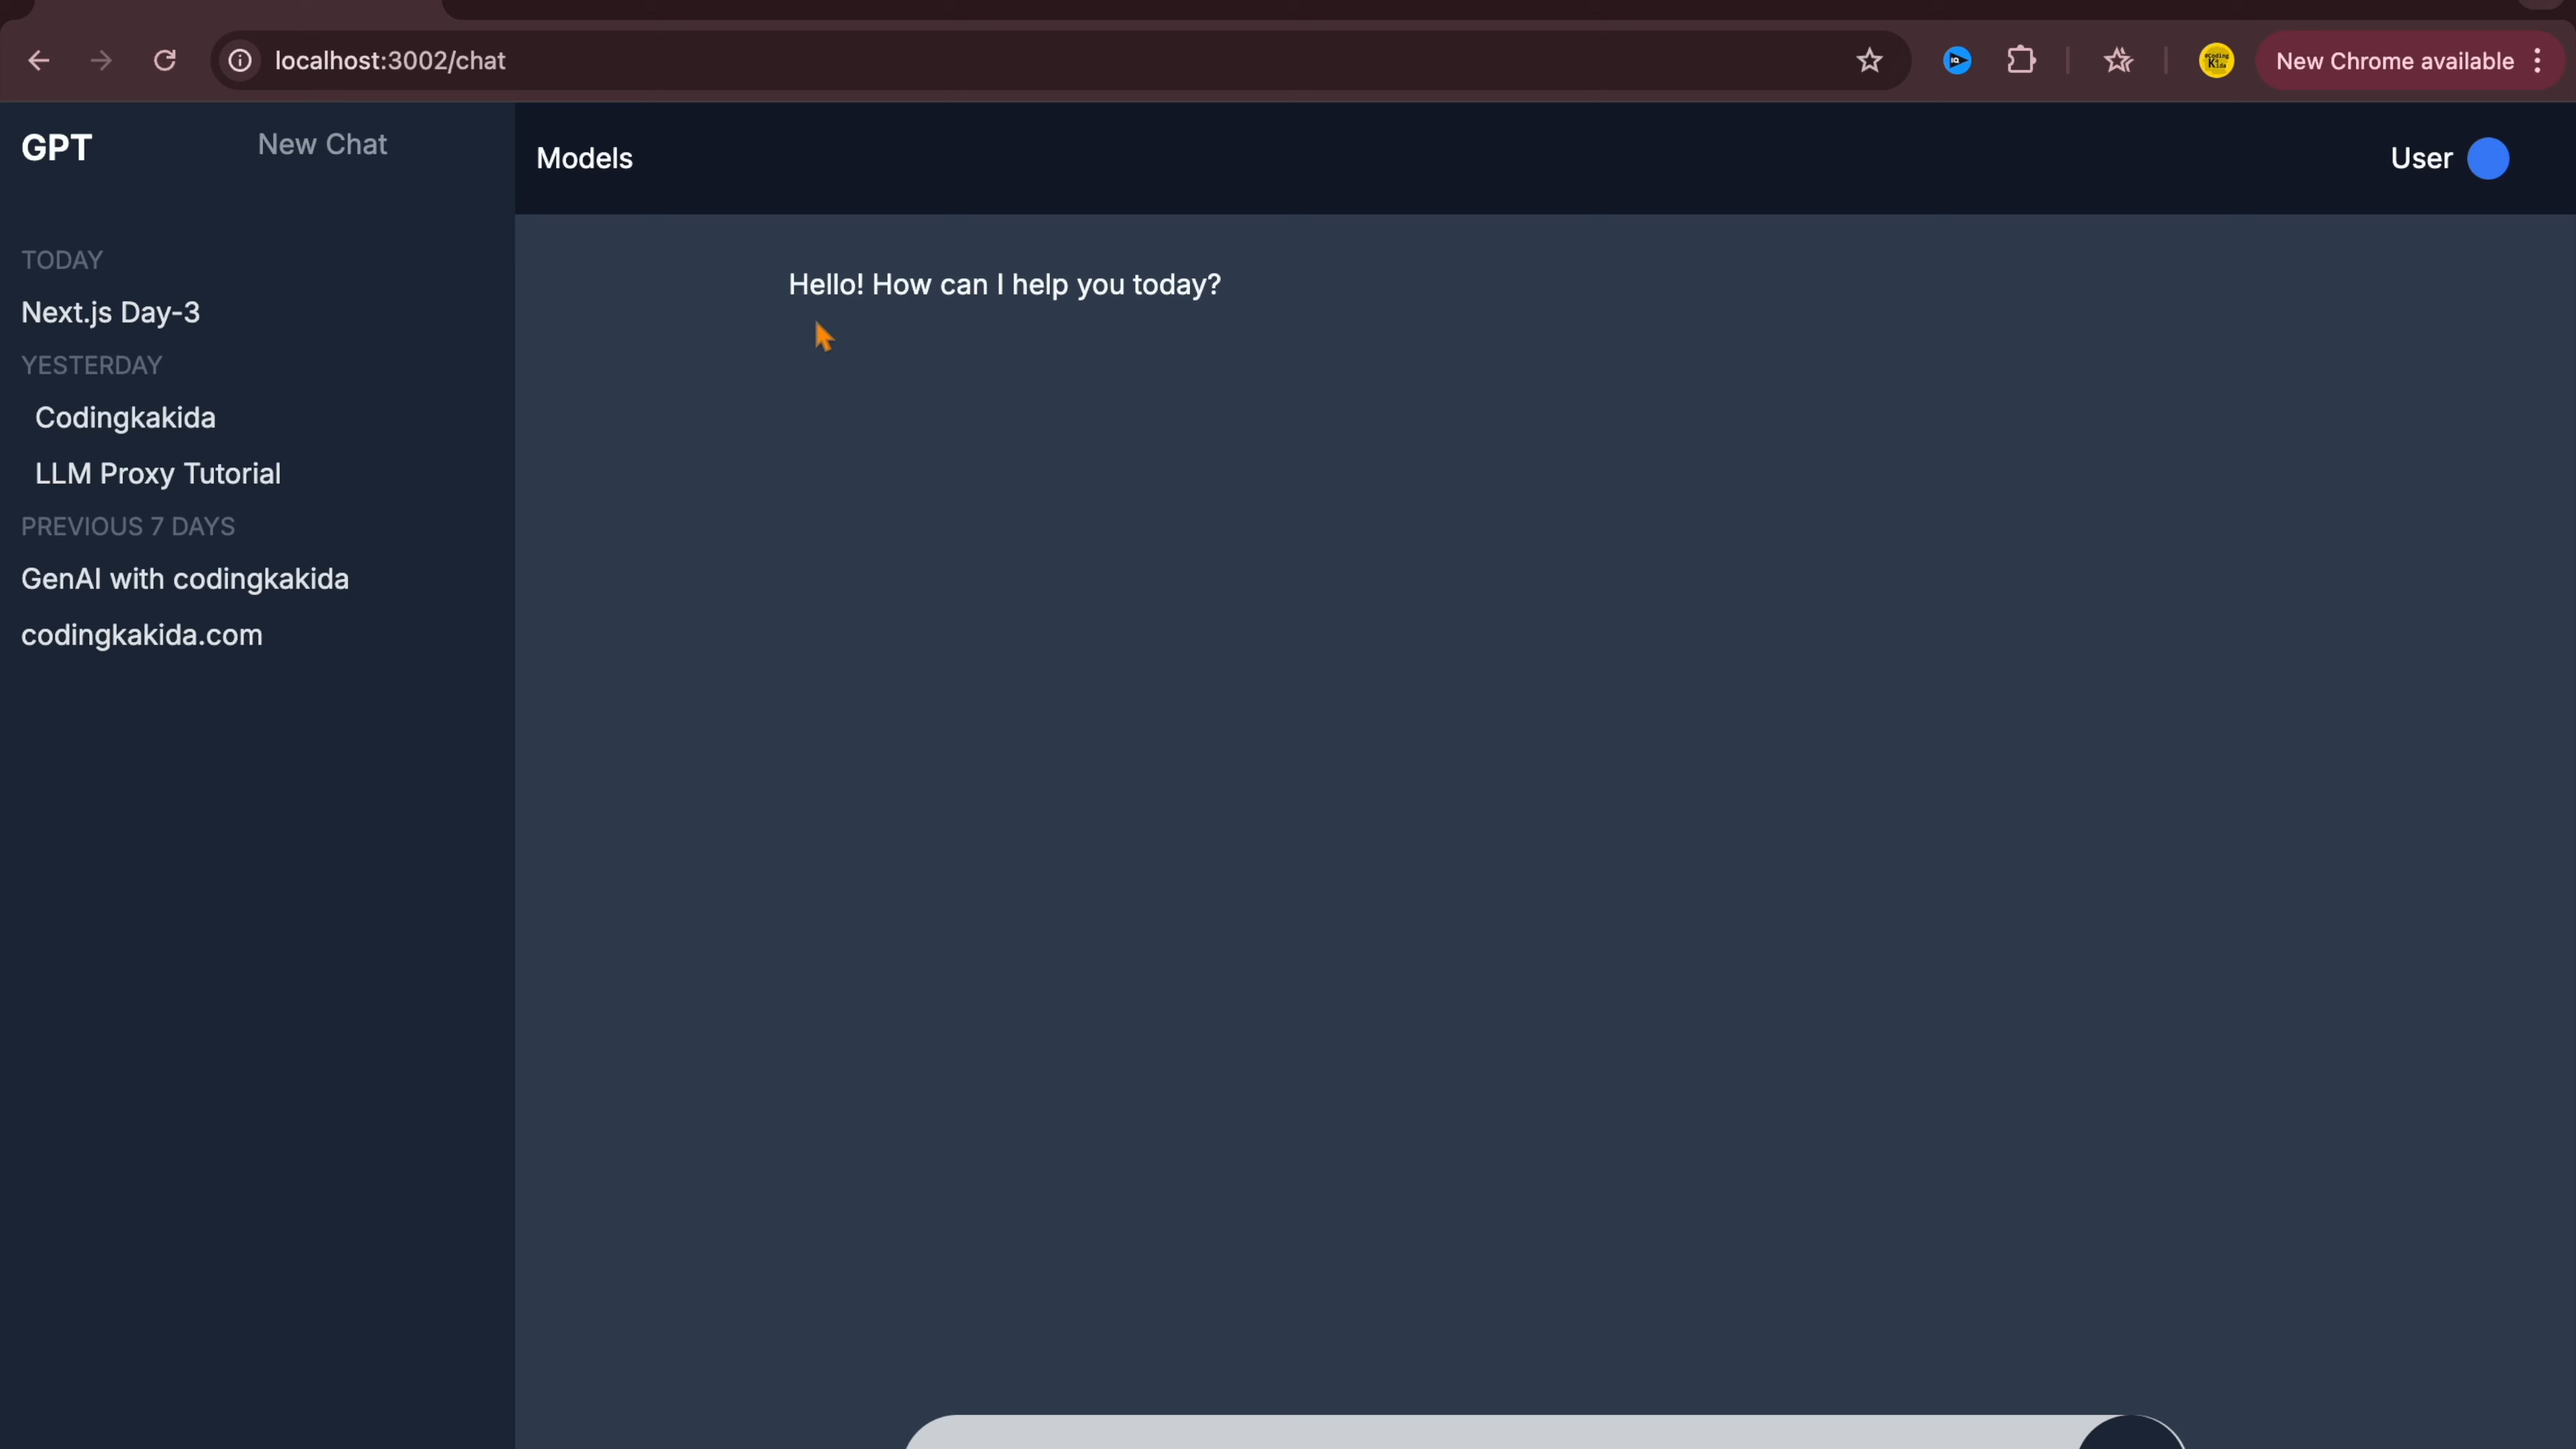 localhost:3002/chat
New Chrome available
GPT
New Chat
TODAY
Next.js Day-3
YESTERDAY
Codingkakida
LLM Proxy Tutorial
PREVIOUS 7 DAYS
GenAI with codingkakida
codingkakida.com
Models
User
Hello! How can I help you today?